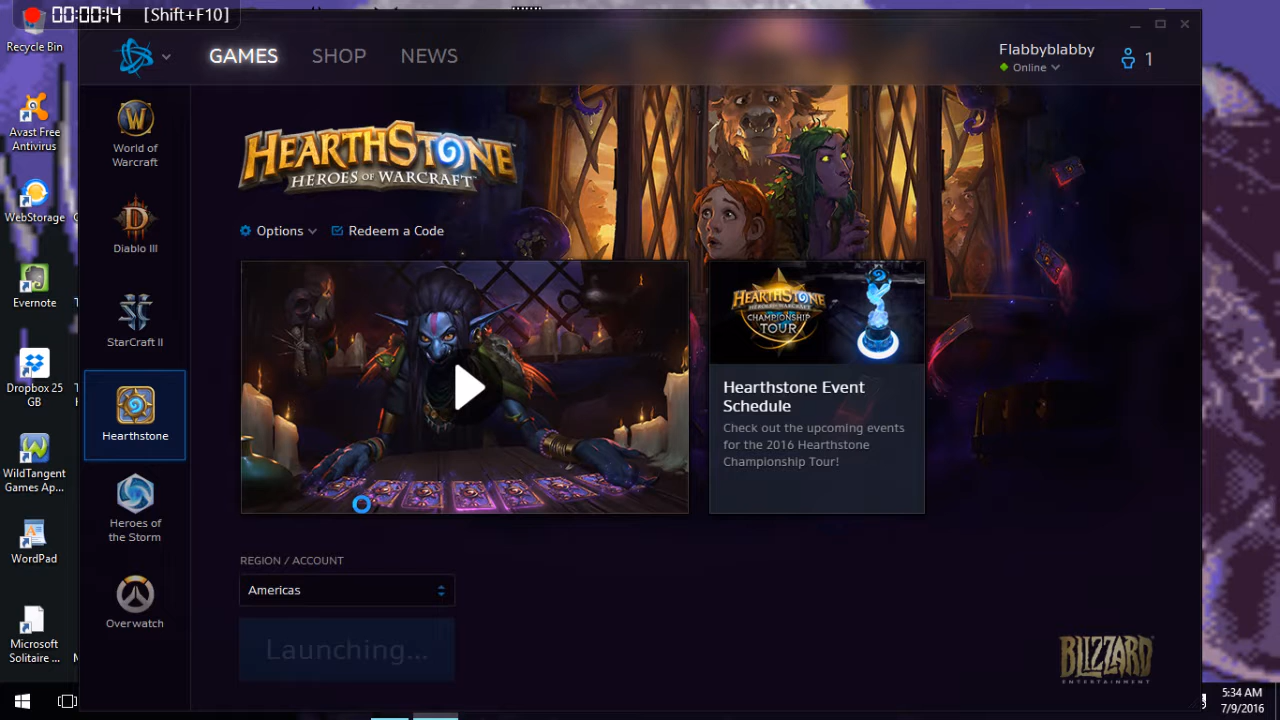 00:00:14 [Shift+F10]
Recycle Bin
Avast Free
Antivirus
WebStorage
Evernote
Dropbox 25
GB
WildTangent
Games Ap...
WordPad
Microsoft
Solitaire ...
GAMES
SHOP
NEWS
Flabbyblabby
Online
1
World of
Warcraft
Diablo III
StarCraft II
Hearthstone
Heroes of
the Storm
Overwatch
HEARTHSTONE
HEROES OF WARCRAFT
Options
Redeem a Code
HEARTHSTONE
HEROES OF WARCRAFT
CHAMPIONSHIP
TOUR
Hearthstone Event
Schedule
Check out the upcoming events
for the 2016 Hearthstone
Championship Tour!
REGION / ACCOUNT
Americas
Launching...
BLIZZARD
ENTERTAINMENT
5:34 AM
7/9/2016